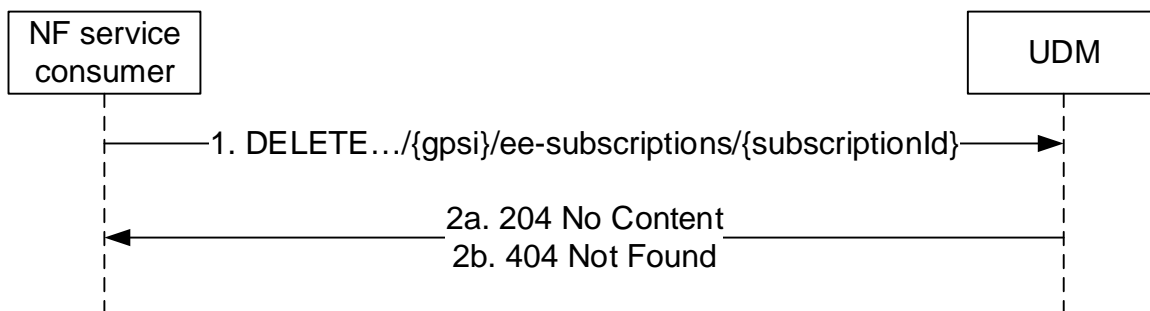 NF service
consumer
UDM
1. DELETE…/{gpsi}/ee-subscriptions/{subscriptionId}
2a. 204 No Content
2b. 404 Not Found